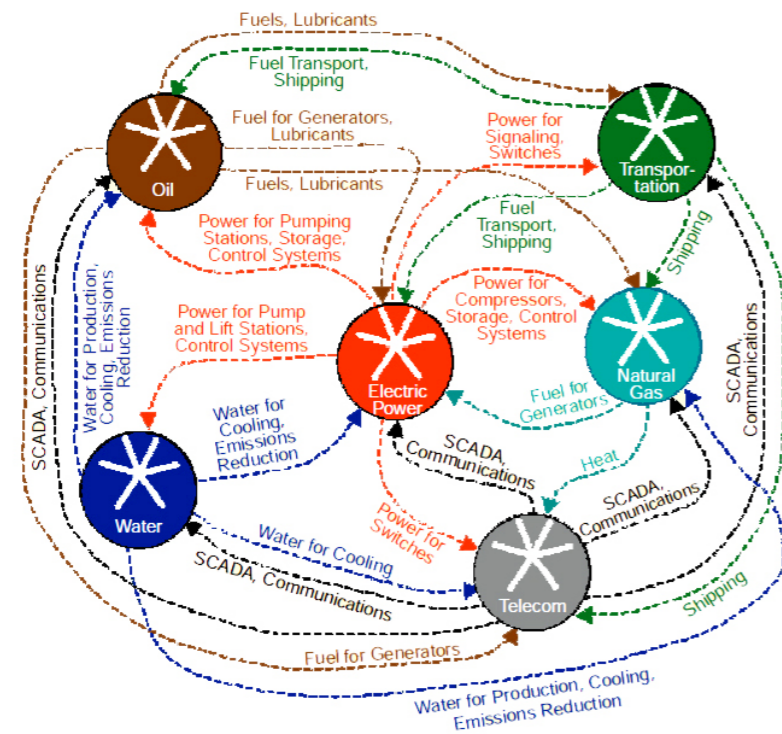 Fuels, Lubricants
Fuel Transport,
Shipping
Fuel for Generators,
Lubricants
Power for
Signaling,
Switches
Transpor-
tation
Oil
Fuels, Lubricants
Power for Pumping
Stations, Storage,
Control Systems
Fuel
Transport,
Shipping
Shipping
Power for
Compressors,
Storage, Control
Systems
Power for Pump
and Lift Stations,
Control Systems
SCADA, Communications
Water for Production,
Cooling, Emissions
Reduction
Electric
Power
Natural
Gas
SCADA,
Communications
Fuel for
Generators
Water for
Cooling,
Emissions
Reduction
SCADA,
Communications
Heat
SCADA,
Communications
Water
Power for
Switches
Water for Cooling
SCADA, Communications
Telecom
Shipping
Fuel for Generators
Water for Production, Cooling,
Emissions Reduction